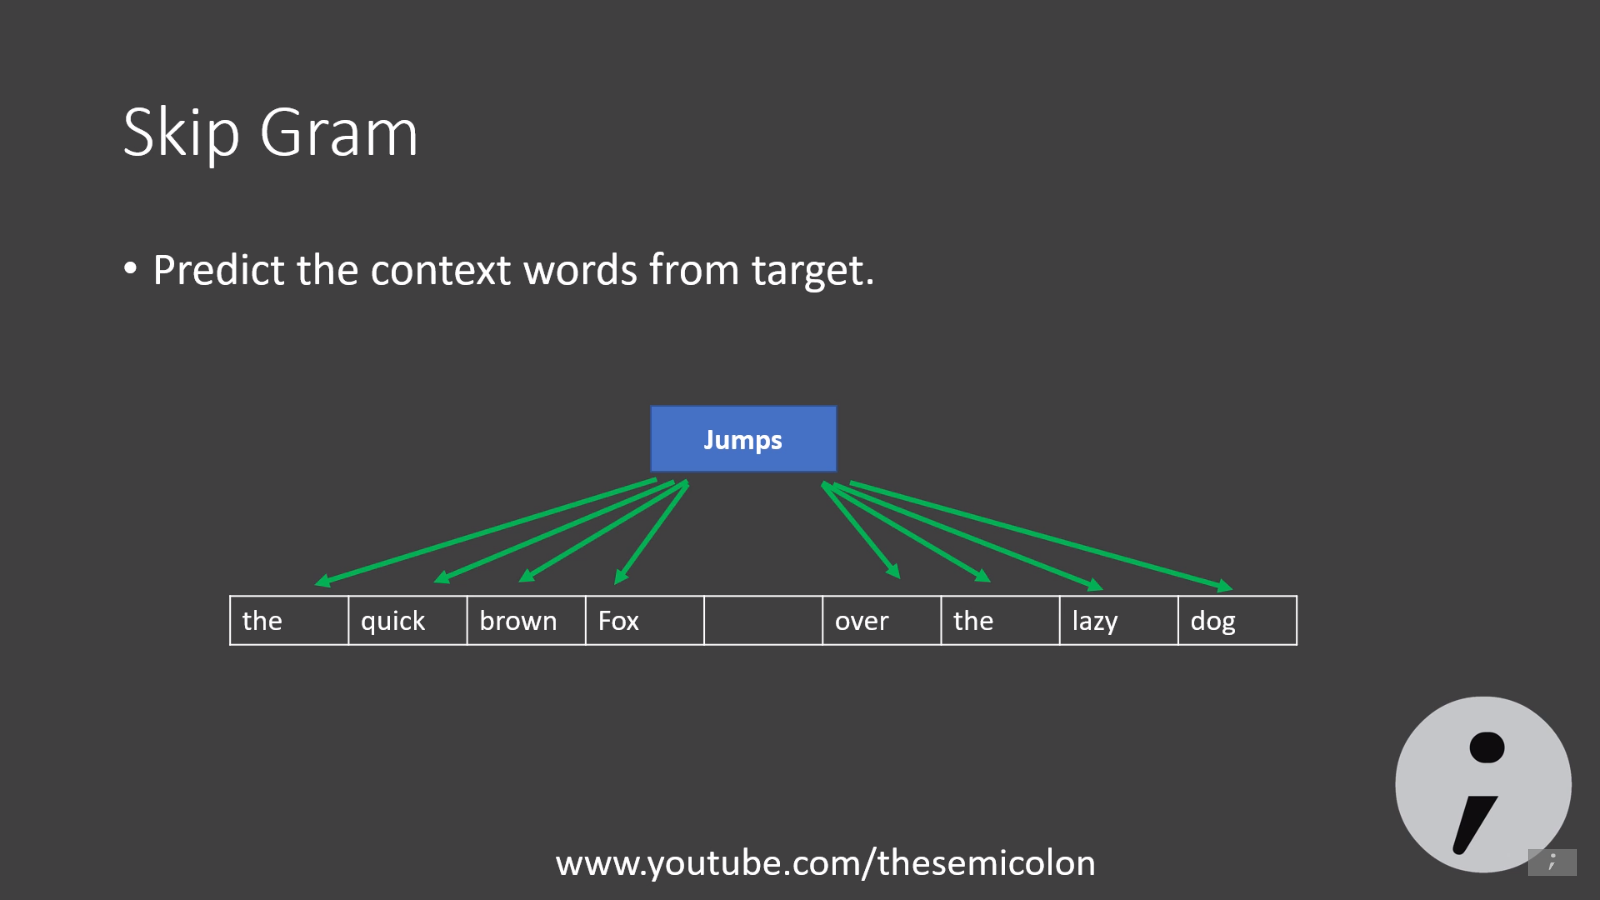 Skip Gram
• Predict the context words from target.
Jumps
the quick brown Fox over the lazy dog
www.youtube.com/thesemicolon
;
;